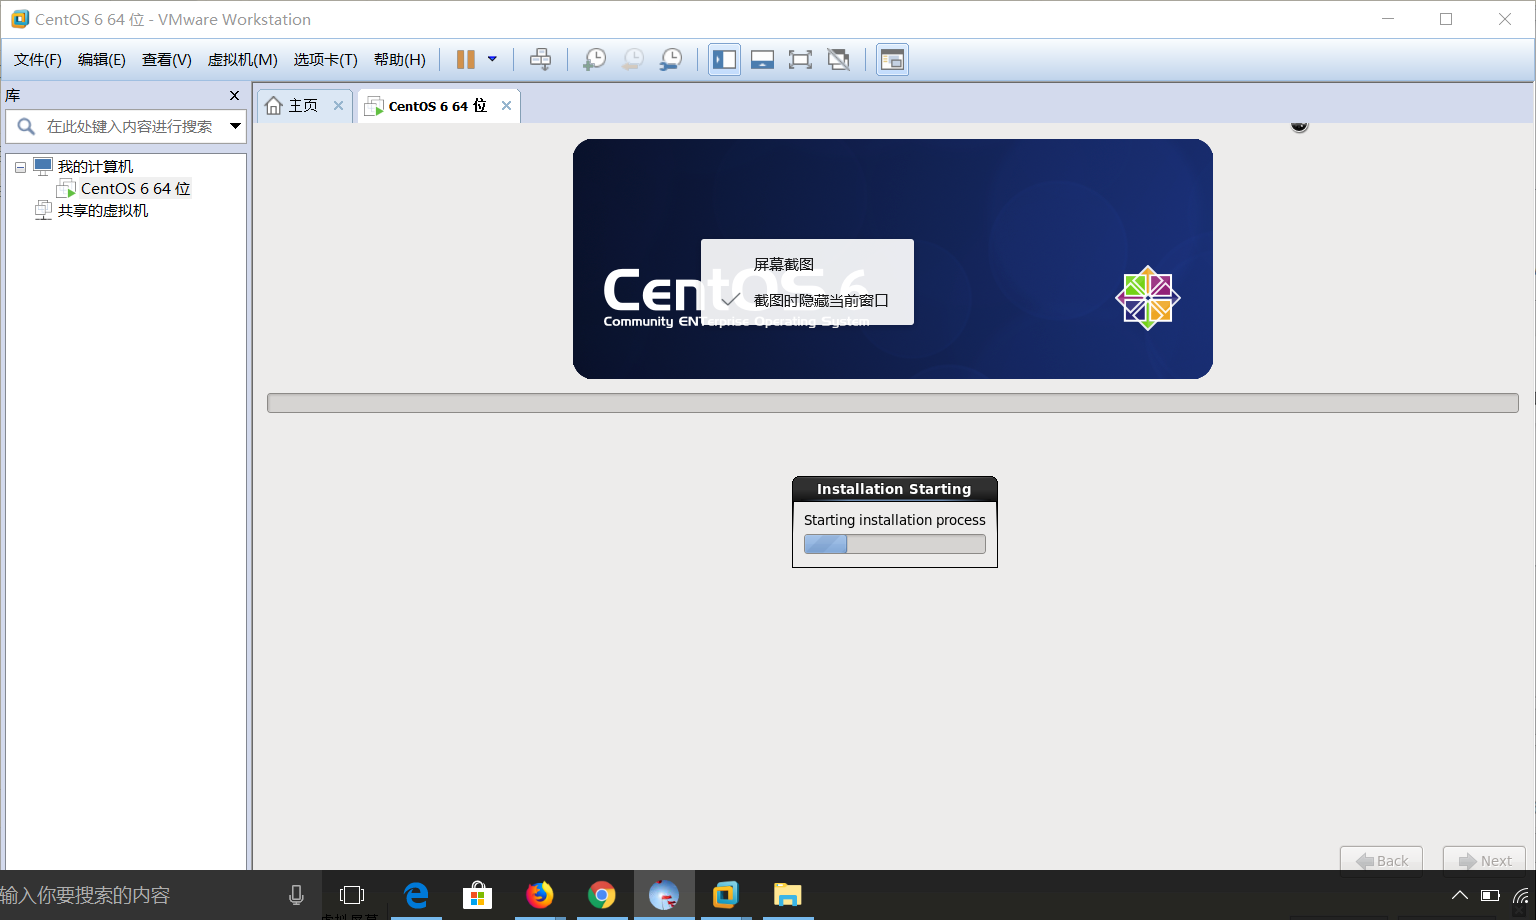 CentOS 6 64 位 - VMware Workstation
文件(F) 编辑(E) 查看(V) 虚拟机(M) 选项卡(T) 帮助(H)
库
在此处键入内容进行搜索
我的计算机
CentOS 6 64 位
共享的虚拟机
主页
CentOS 6 64 位
屏幕截图
截图时隐藏当前窗口
CentOS 6
Community ENTerprise Operating System
Installation Starting
Starting installation process
Back
Next
输入你要搜索的内容